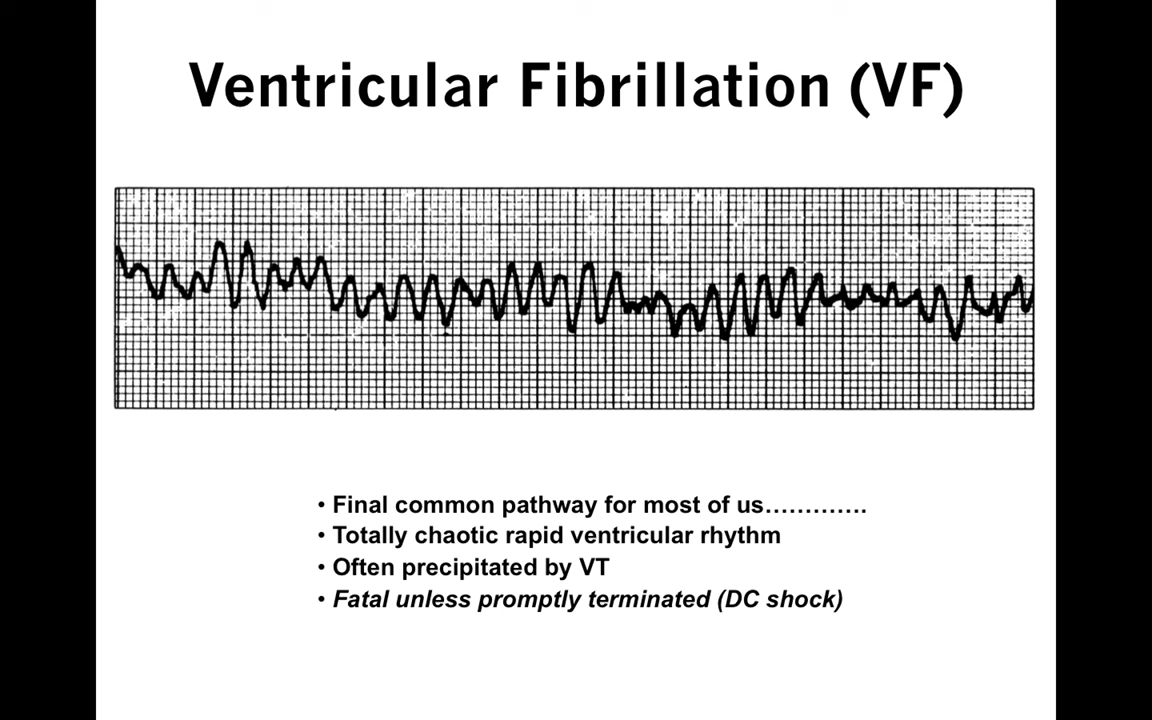 Ventricular Fibrillation (VF)
• Final common pathway for most of us.............
• Totally chaotic rapid ventricular rhythm
• Often precipitated by VT
• Fatal unless promptly terminated (DC shock)